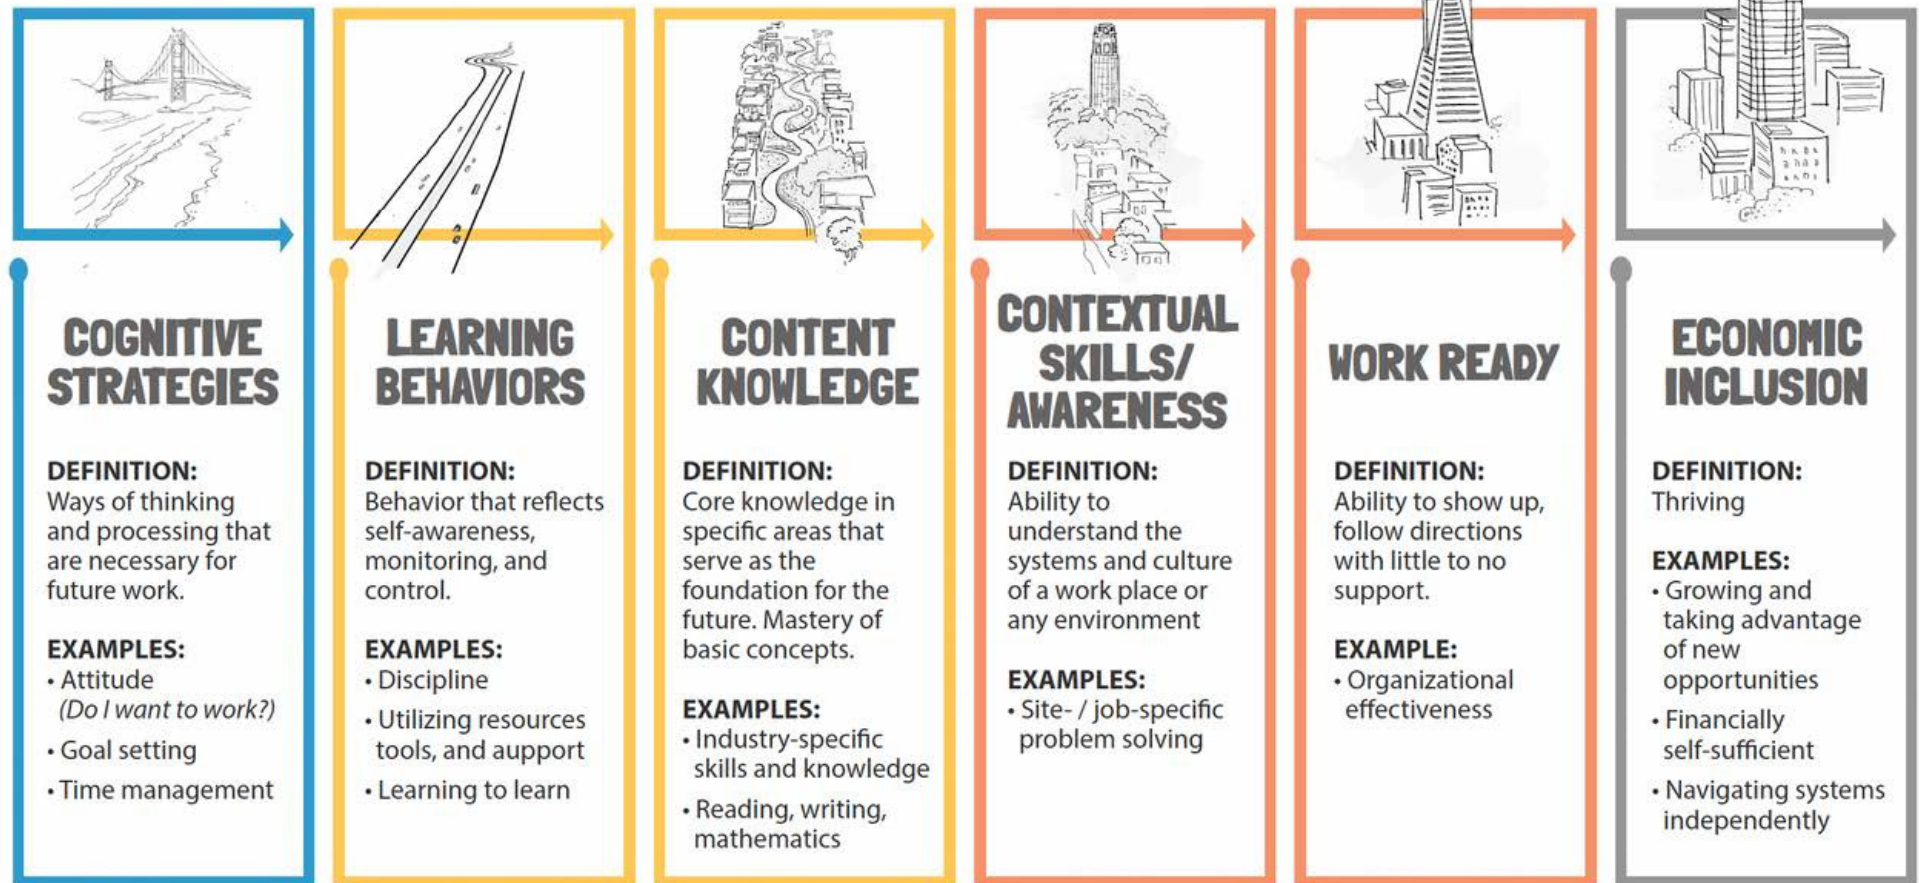 COGNITIVE
STRATEGIES
DEFINITION:
Ways of thinking
and processing that
are necessary for
future work.
EXAMPLES:
• Attitude
(Do I want to work?)
• Goal setting
• Time management
LEARNING
BEHAVIORS
DEFINITION:
Behavior that reflects
self-awareness,
monitoring, and
control.
EXAMPLES:
• Discipline
• Utilizing resources
tools, and aupport
• Learning to learn
CONTENT
KNOWLEDGE
DEFINITION:
Core knowledge in
specific areas that
serve as the
foundation for the
future. Mastery of
basic concepts.
EXAMPLES:
• Industry-specific
skills and knowledge
• Reading, writing,
mathematics
CONTEXTUAL
SKILLS/
AWARENESS
DEFINITION:
Ability to
understand the
systems and culture
of a work place or
any environment
EXAMPLES:
• Site- / job-specific
problem solving
WORK READY
DEFINITION:
Ability to show up,
follow directions
with little to no
support.
EXAMPLE:
• Organizational
effectiveness
ECONOMIC
INCLUSION
DEFINITION:
Thriving
EXAMPLES:
• Growing and
taking advantage
of new
opportunities
• Financially
self-sufficient
• Navigating systems
independently